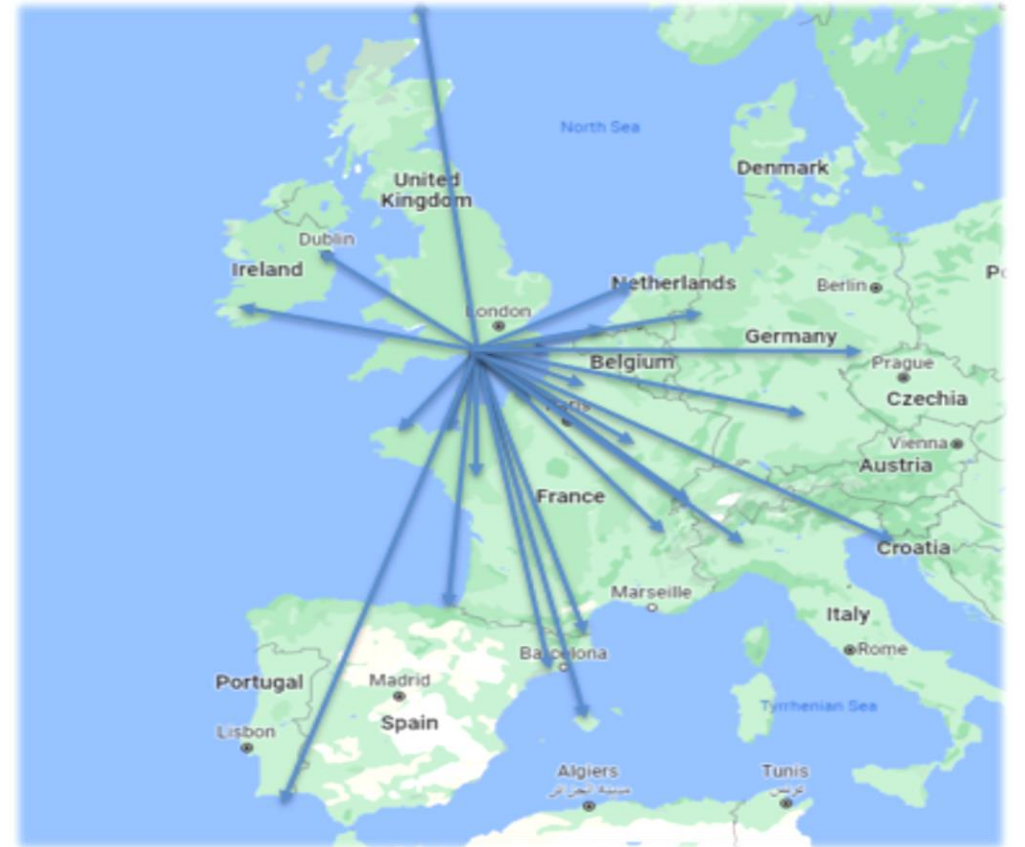 North Sea
Denmark
United
Kingdom
Dublin
Ireland
Netherlands
Berlin
London
Germany
Belgium
Prague
Czechia
Vienna
Austria
France
Croatia
Marseille
Italy
Barcelona
Rome
Portugal
Madrid
Lisbon
Spain
Tyrrhenian Sea
Algiers
Tunis
تونس